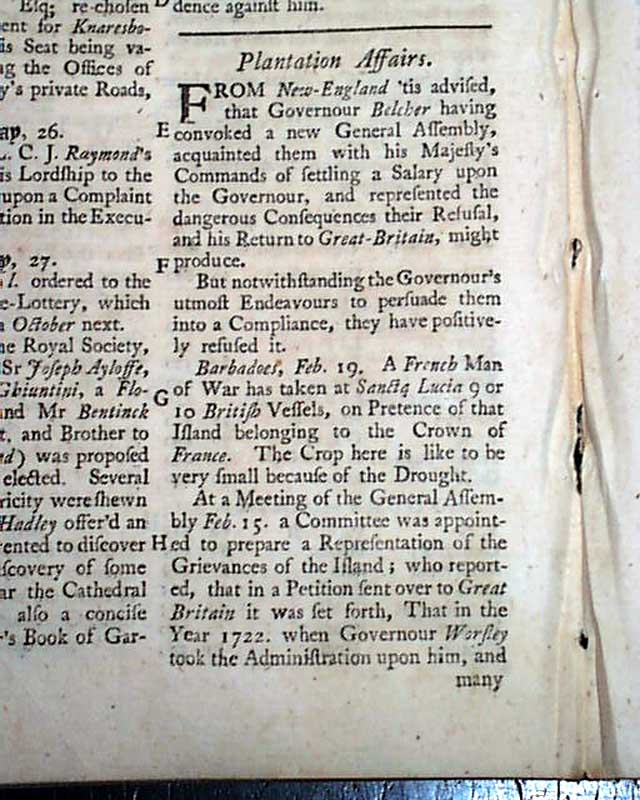 Esq; re-chosen
ent for Knaresbo-
is Seat being va-
g the Offices of
y's private Roads,
ay, 26.
L. C. J. Raymond's
is Lordship to the
upon a Complaint
tion in the Execu-
27.
l. ordered to the
e-Lottery, which
October next.
he Royal Society,
Sr Joseph Ayloffe,
Ghiuntini, a Flo-
and Mr Bentinck
t, and Brother to
) was proposed
elected. Several
ricity were shewn
Hadley offer'd an
ented to discover
iscovery of some
ar the Cathedral
also a concise
's Book of Gar-
dence against him.
Plantation Affairs.
FROM New-England 'tis advised,
that Governour Belcher having
E convoked a new General Assembly,
acquainted them with his Majesty's
Commands of settling a Salary upon
the Governour, and represented the
dangerous Consequences their Refusal,
and his Return to Great-Britain, might
F produce.
But notwithstanding the Governour's
utmost Endeavours to persuade them
into a Compliance, they have positive-
ly refused it.
Barbadoes, Feb. 19. A French Man
G of War has taken at Sancta Lucia 9 or
10 British Vessels, on Pretence of that
Island belonging to the Crown of
France. The Crop here is like to be
very small because of the Drought.
At a Meeting of the General Assem-
bly Feb. 15. a Committee was appoint-
H ed to prepare a Representation of the
Grievances of the Island; who report-
ed, that in a Petition sent over to Great
Britain it was set forth, That in the
Year 1722. when Governour Worsley
took the Administration upon him, and
many